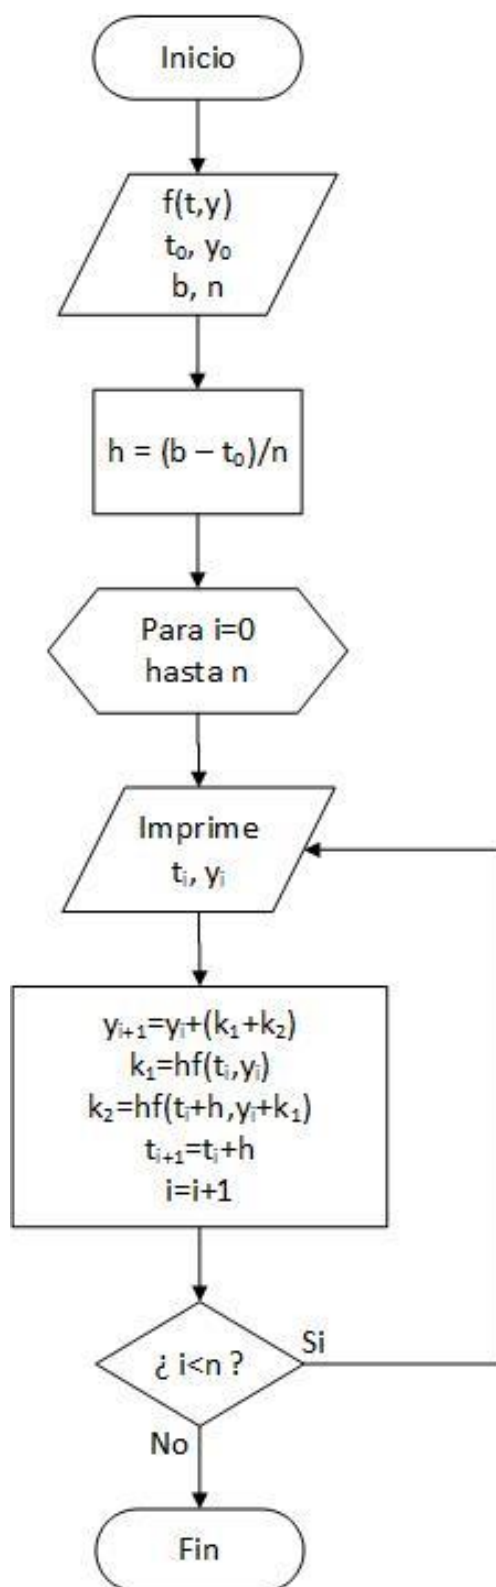 Inicio
f(t,y)
t₀, y₀
b, n
h = (b – t₀)/n
Para i=0
hasta n
Imprime
tᵢ, yᵢ
yᵢ₊₁=yᵢ+(k₁+k₂)
k₁=hf(tᵢ,yᵢ)
k₂=hf(tᵢ+h,yᵢ+k₁)
tᵢ₊₁=tᵢ+h
i=i+1
¿ i<n ?
Si
No
Fin